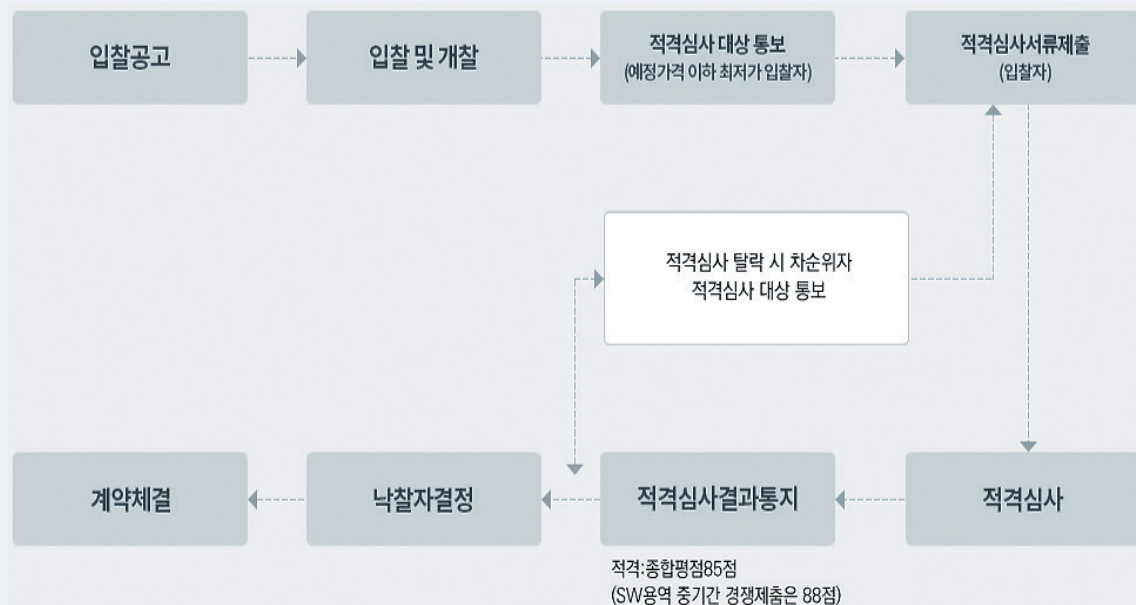 입찰공고
입찰 및 개찰
적격심사 대상 통보
(예정가격 이하 최저가 입찰자)
적격심사서류제출
(입찰자)
적격심사 탈락 시 차순위자
적격심사 대상 통보
계약체결
낙찰자결정
적격심사결과통지
적격심사
적격:종합평점85점
(SW용역 중기간 경쟁제춤은 88점)